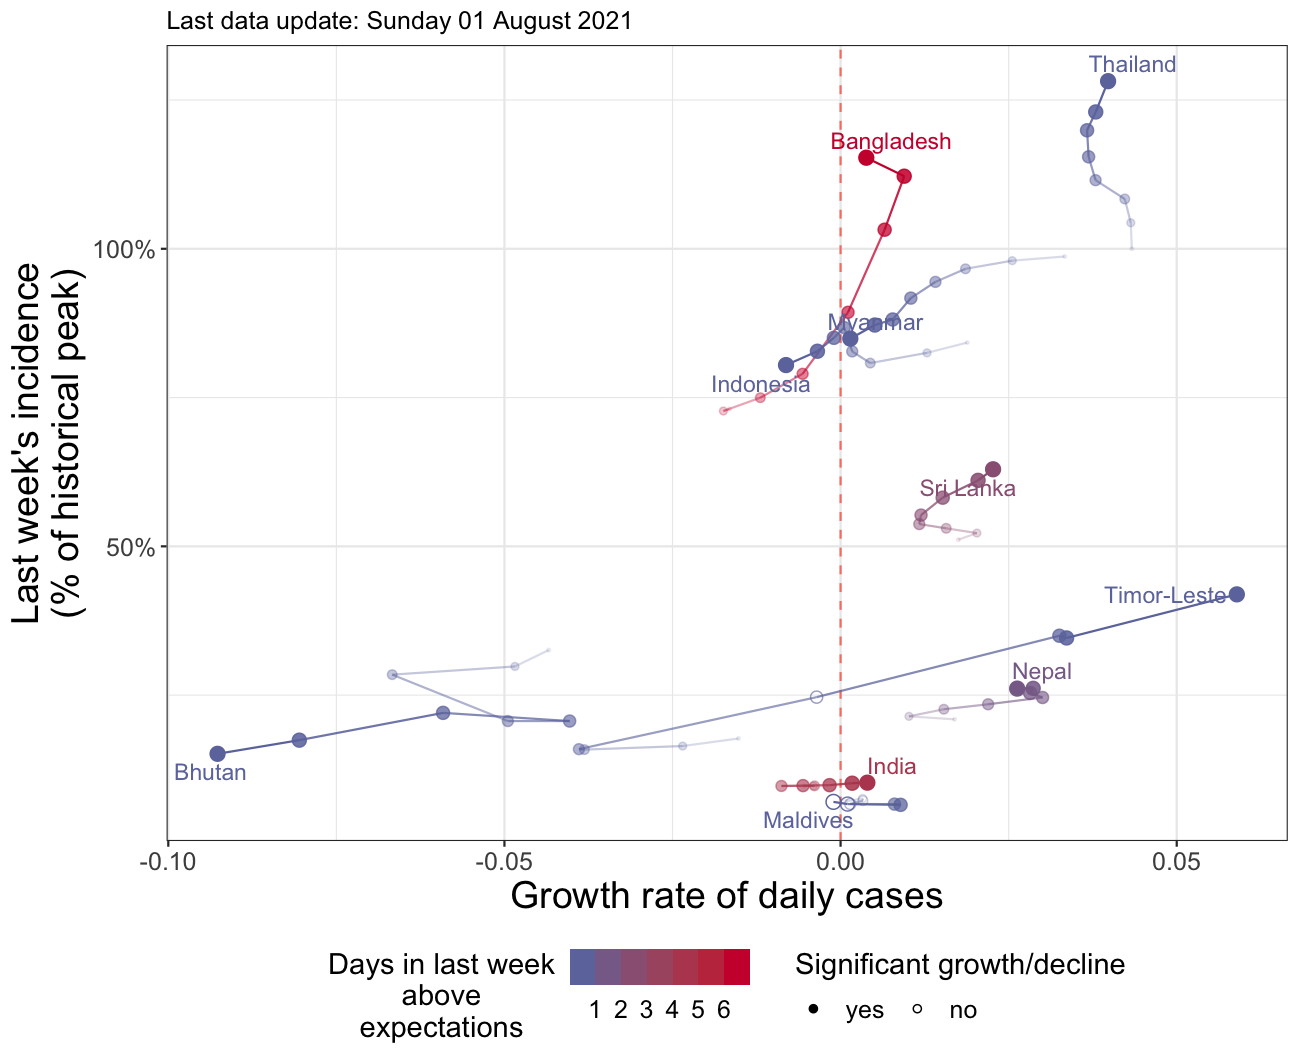 Last data update: Sunday 01 August 2021
Thailand
Bangladesh
100%
Myanmar
Indonesia
Sri Lanka
50%
Timor-Leste
Nepal
India
Bhutan
Maldives
Last week's incidence
(% of historical peak)
-0.10
-0.05
0.00
0.05
Growth rate of daily cases
Days in last week
above
expectations
1 2 3 4 5 6
Significant growth/decline
yes
no